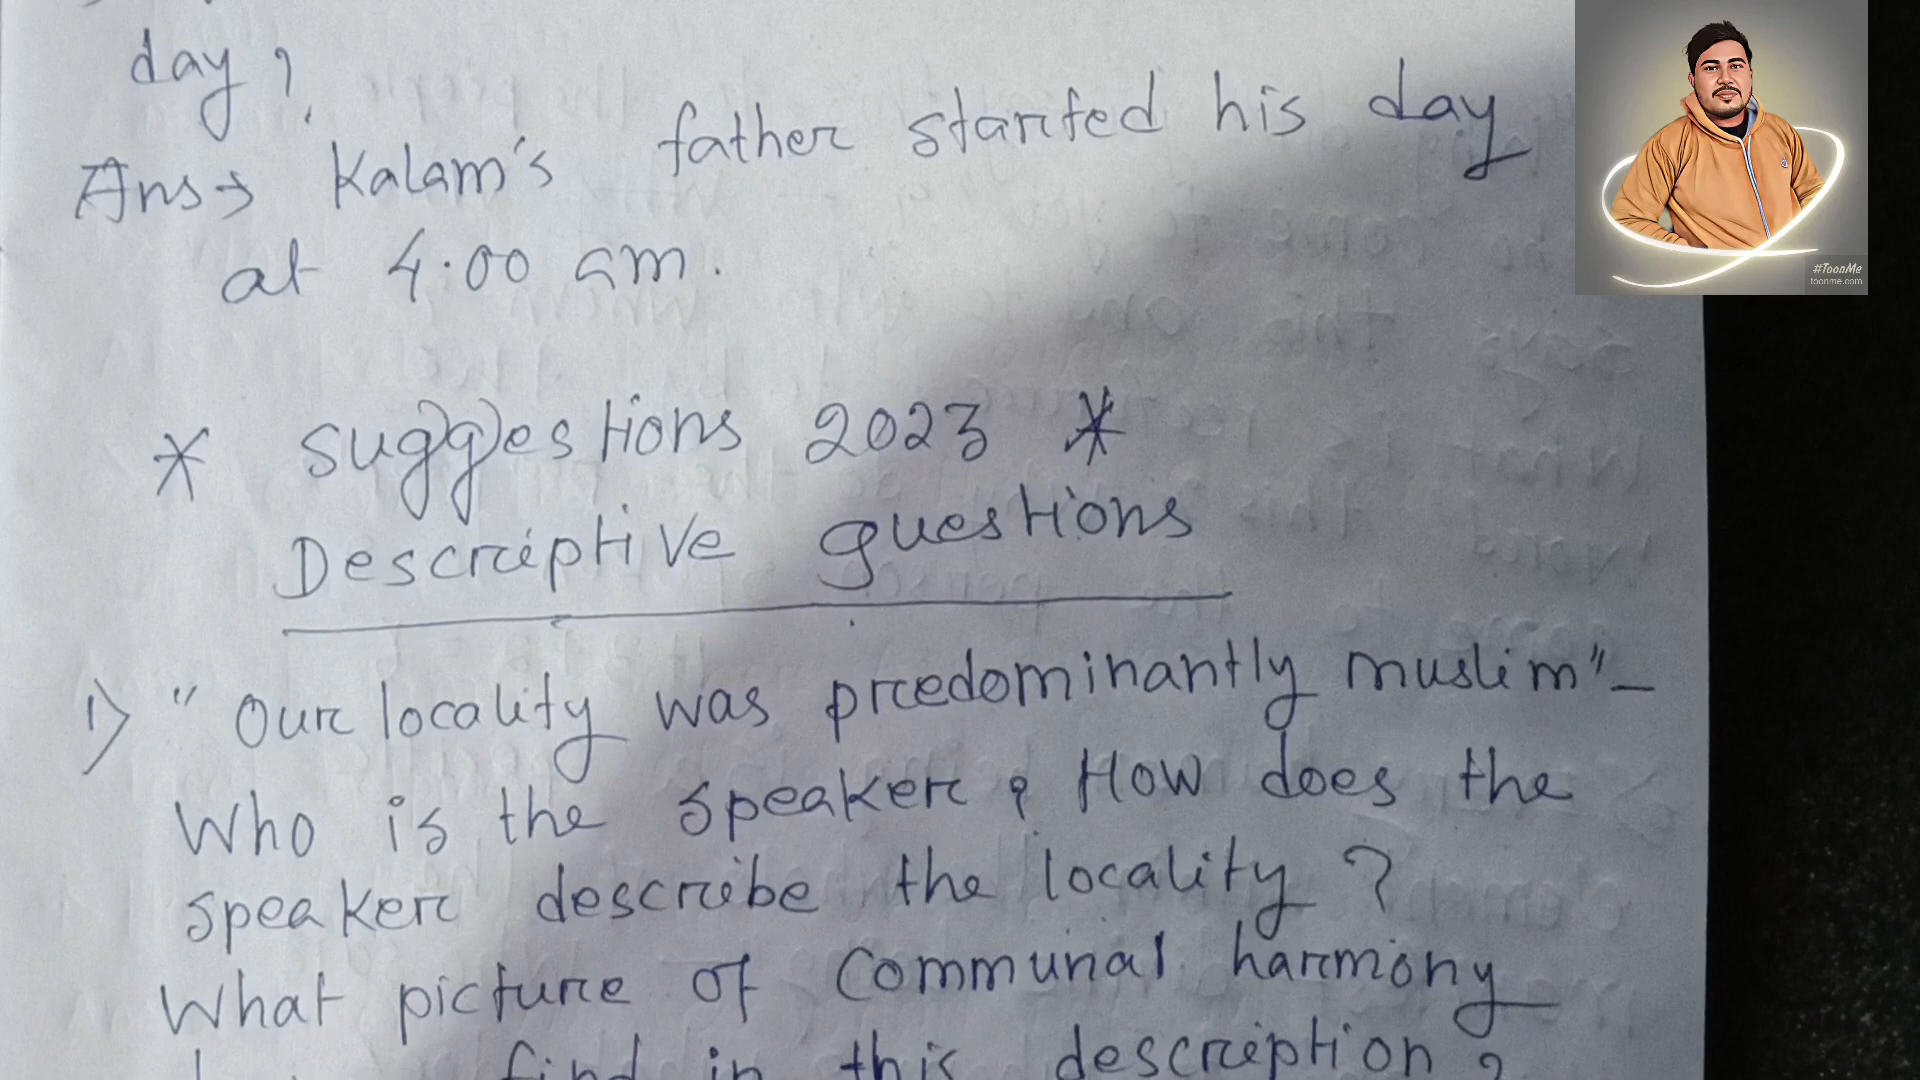 day ?
Ans→ Kalam's father started his day
at 4.00 am.
* Suggestions 2023 *
Descriptive questions
1) "Our locality was predominantly muslim"—
Who is the speaker ? How does the
speaker describe the locality ?
What picture of Communal harmony
find in this description ?
#ToonMe
toonme.com